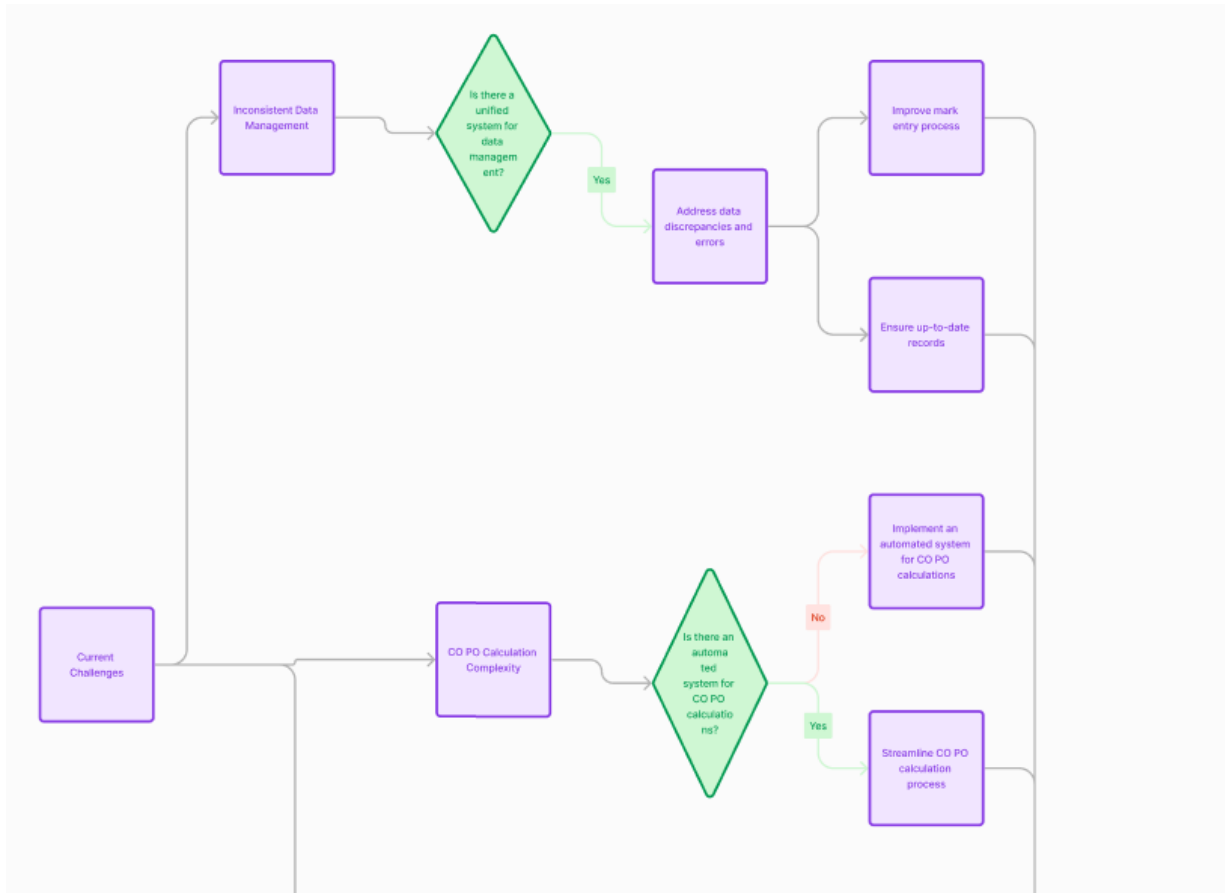 Inconsistent Data
Management
Is there a
unified
system for
data
managem
ent?
Yes
Address data
discrepancies and
errors
Improve mark
entry process
Ensure up-to-date
records
Current
Challenges
CO PO Calculation
Complexity
Is there an
automa
ted
system for
CO PO
calculatio
ns?
No
Yes
Implement an
automated system
for CO PO
calculations
Streamline CO PO
calculation
process